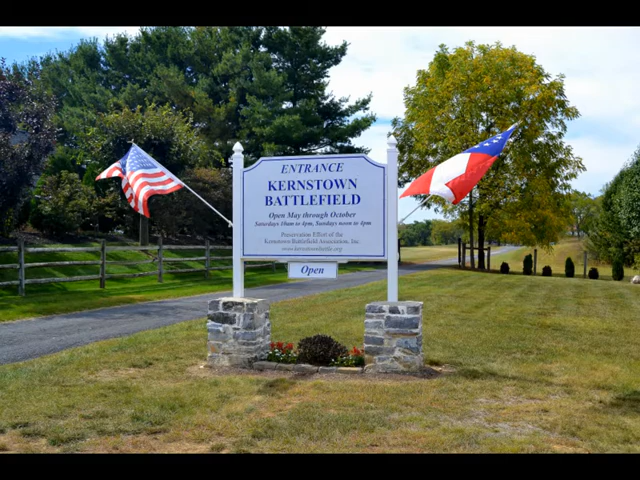 ENTRANCE
KERNSTOWN
BATTLEFIELD
Open May through October
Saturdays 10am to 4pm, Sundays noon to 4pm
Preservation Effort of the
Kernstown Battlefield Association, Inc.
www.kernstownbattle.org
Open